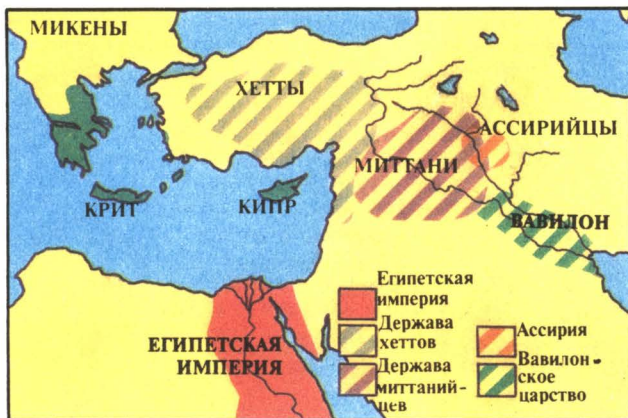 МИКЕНЫ
ХЕТТЫ
АССИРИЙЦЫ
МИТТАНИ
КРИТ
КИПР
ВАВИЛОН
ЕГИПЕТСКАЯ
ИМПЕРИЯ
Египетская
империя
Держава
хеттов
Держава
миттаний-
цев
Ассирия
Вавилон-
ское
царство